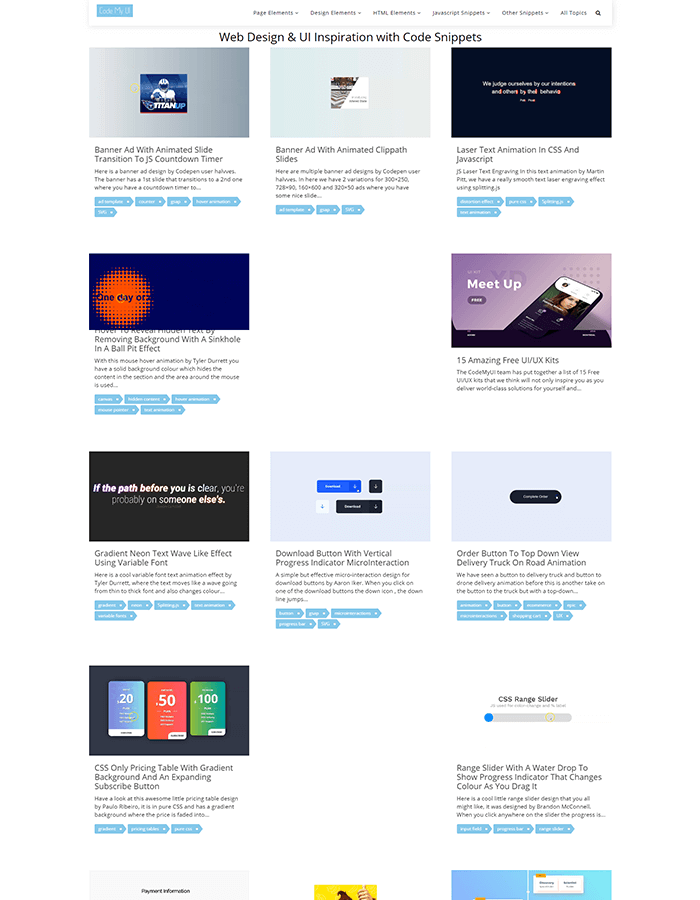 Code My UI
Page Elements
Design Elements
HTML Elements
Javascript Snippets
Other Snippets
All Topics
Web Design & UI Inspiration with Code Snippets
TITANUP
We judge ourselves by our intentions
and others by their behavio
Banner Ad With Animated Slide
Transition To JS Countdown Timer
Here is a banner ad design by Codepen user halvves.
The banner has a 1st slide that transitions to a 2nd one
where you have a countdown timer to...
ad template
counter
gsap
hover animation
SVG
Banner Ad With Animated Clippath
Slides
Here are multiple banner ad designs by Codepen user
halvves. In here we have 2 variations for 300×250,
728×90, 160×600 and 320×50 ads where you have
some nice slide...
ad template
gsap
SVG
Laser Text Animation In CSS And
Javascript
JS Laser Text Engraving In this text animation by Martin
Pitt, we have a really smooth text laser engraving effect
using splitting.js
distortion effect
pure css
Splitting.js
text animation
One day or
Hover To Reveal Hidden Text By
Removing Background With A Sinkhole
In A Ball Pit Effect
With this mouse hover animation by Tyler Durrett you
have a solid background colour which hides the
content in the section and the area around the mouse
is used...
canvas
hidden content
hover animation
mouse pointer
text animation
UI KIT
XD
Meet Up
FREE
15 Amazing Free UI/UX Kits
The CodeMyUI team has put together a list of 15 Free
UI/UX kits that we think will not only inspire you as you
deliver world-class solutions for yourself and...
If the path before you is clear, you're
probably on someone else's.
Gradient Neon Text Wave Like Effect
Using Variable Font
Here is a cool variable font text animation effect by
Tyler Durrett, where the text moves like a wave going
from thin to thick font and also changes colour...
gradient
neon
Splitting.js
text animation
variable fonts
Download
Download
Download Button With Vertical
Progress Indicator MicroInteraction
A simple but effective micro-interaction design for
download buttons by Aaron Iker. When you click on
one of the download buttons the down icon , the down
line jumps...
button
gsap
microinteractions
progress bar
SVG
Complete Order
Order Button To Top Down View
Delivery Truck On Road Animation
We have seen a button to delivery truck and button to
drone delivery animation before this is another take on
the button to the truck but with a top-down...
animation
button
ecommerce
epic
microinteractions
shopping cart
UX
20
50
100
CSS Only Pricing Table With Gradient
Background And An Expanding
Subscribe Button
Have a look at this awesome little pricing table design
by Paulo Ribeiro, it is in pure CSS and has a gradient
background where the price is faded into...
gradient
pricing tables
pure css
CSS Range Slider
JS used for color change and % label
Range Slider With A Water Drop To
Show Progress Indicator That Changes
Colour As You Drag It
Here is a cool little range slider design that you all
might like, it was designed by Brandon McConnell.
When you click anywhere on the slider the progress is...
input field
progress bar
range slider
Payment Information